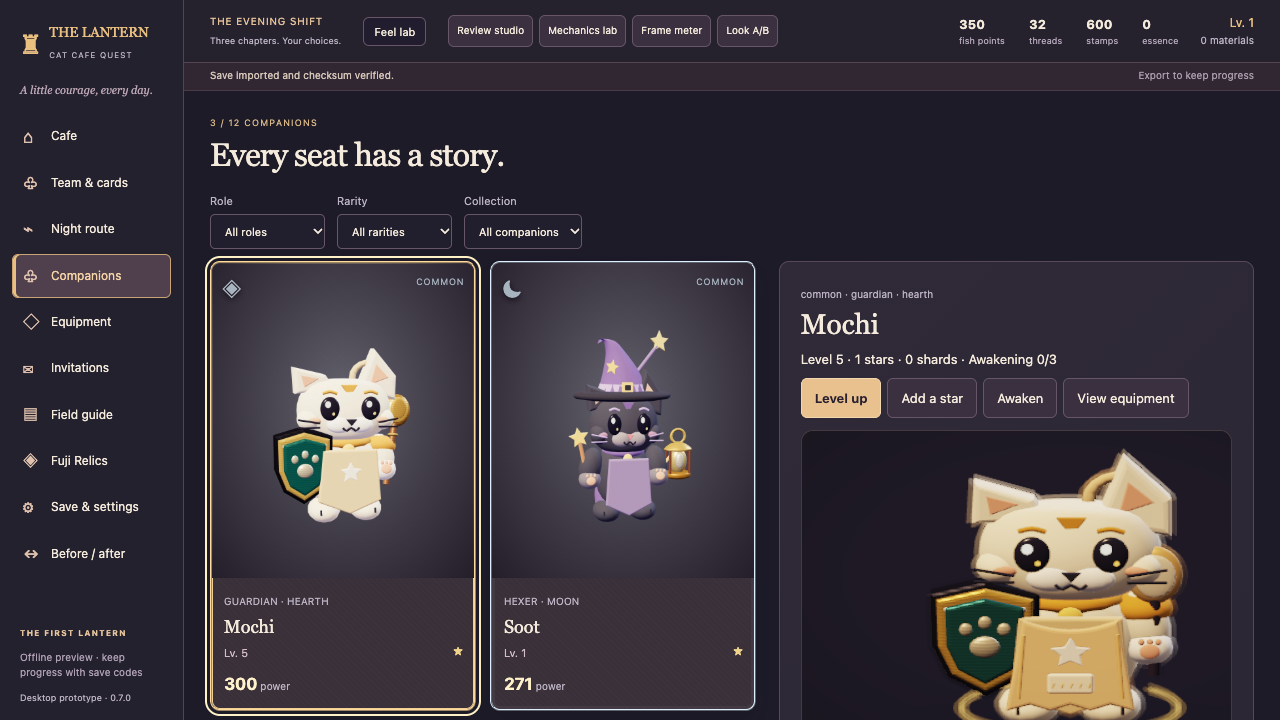 THE LANTERN
CAT CAFE QUEST
A little courage, every day.
Cafe
Team & cards
Night route
Companions
Equipment
Invitations
Field guide
Fuji Relics
Save & settings
Before / after
THE FIRST LANTERN
Offline preview · keep
progress with save codes
Desktop prototype · 0.7.0
THE EVENING SHIFT
Three chapters. Your choices.
Feel lab
Review studio
Mechanics lab
Frame meter
Look A/B
350
fish points
32
threads
600
stamps
0
essence
Lv. 1
0 materials
Save imported and checksum verified.
Export to keep progress
3 / 12 COMPANIONS
Every seat has a story.
Role
Rarity
Collection
All roles
All rarities
All companions
COMMON
GUARDIAN · HEARTH
Mochi
Lv. 5
300 power
COMMON
HEXER · MOON
Soot
Lv. 1
271 power
common · guardian · hearth
Mochi
Level 5 · 1 stars · 0 shards · Awakening 0/3
Level up
Add a star
Awaken
View equipment